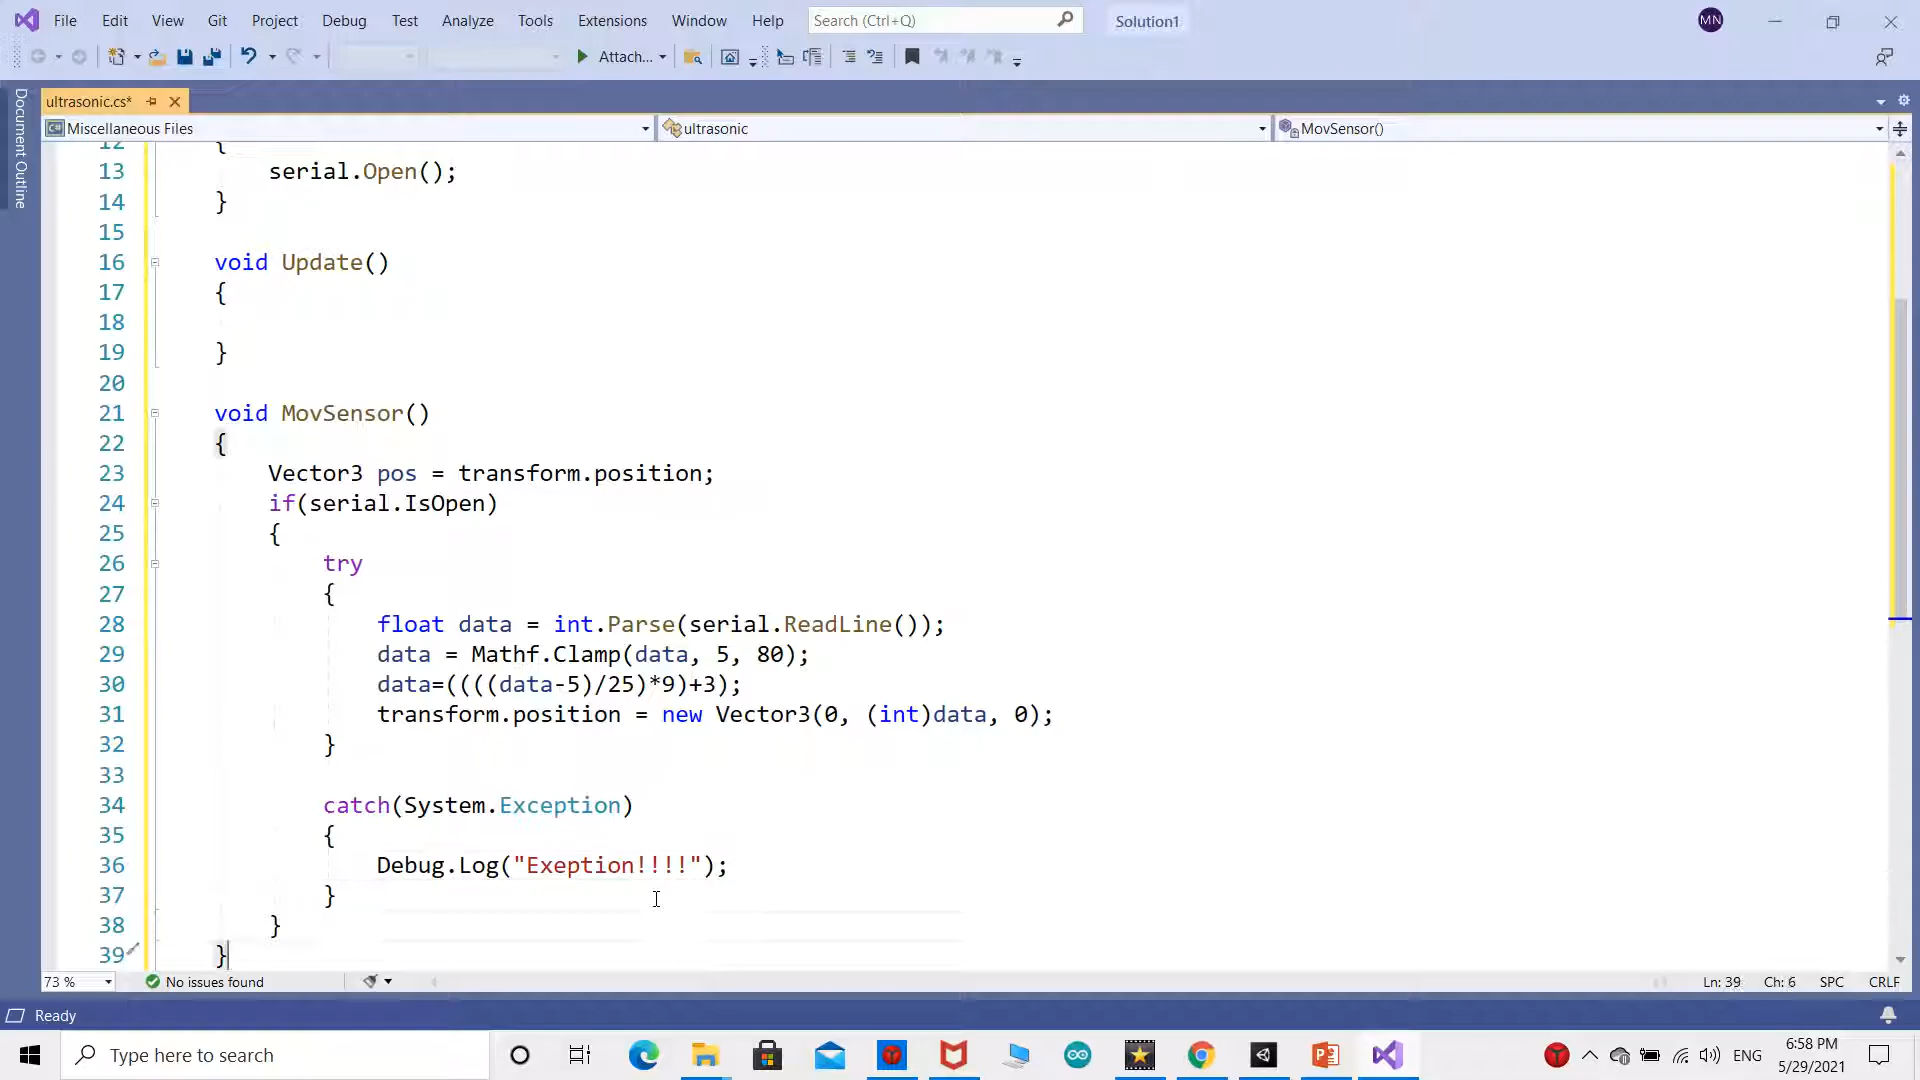 File Edit View Git Project Debug Test Analyze Tools Extensions Window Help Search (Ctrl+Q) Solution1 MN
Attach...
Document Outline
ultrasonic.cs*
Miscellaneous Files ultrasonic MovSensor()
12 {
13 serial.Open();
14 }
15
16 void Update()
17 {
18
19 }
20
21 void MovSensor()
22 {
23 Vector3 pos = transform.position;
24 if(serial.IsOpen)
25 {
26 try
27 {
28 float data = int.Parse(serial.ReadLine());
29 data = Mathf.Clamp(data, 5, 80);
30 data=((((data-5)/25)*9)+3);
31 transform.position = new Vector3(0, (int)data, 0);
32 }
33
34 catch(System.Exception)
35 {
36 Debug.Log("Exeption!!!!");
37 }
38 }
39 }
73 % No issues found Ln: 39 Ch: 6 SPC CRLF
Ready
Type here to search ENG 6:58 PM
5/29/2021